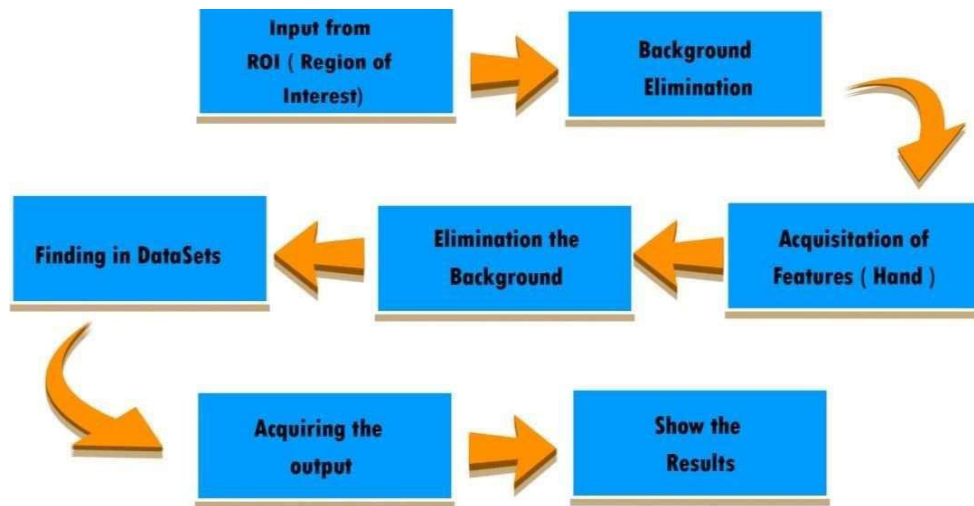 Input from
ROI ( Region of
Interest)
Background
Elimination
Acquisitation of
Features ( Hand )
Elimination the
Background
Finding in DataSets
Acquiring the
output
Show the
Results